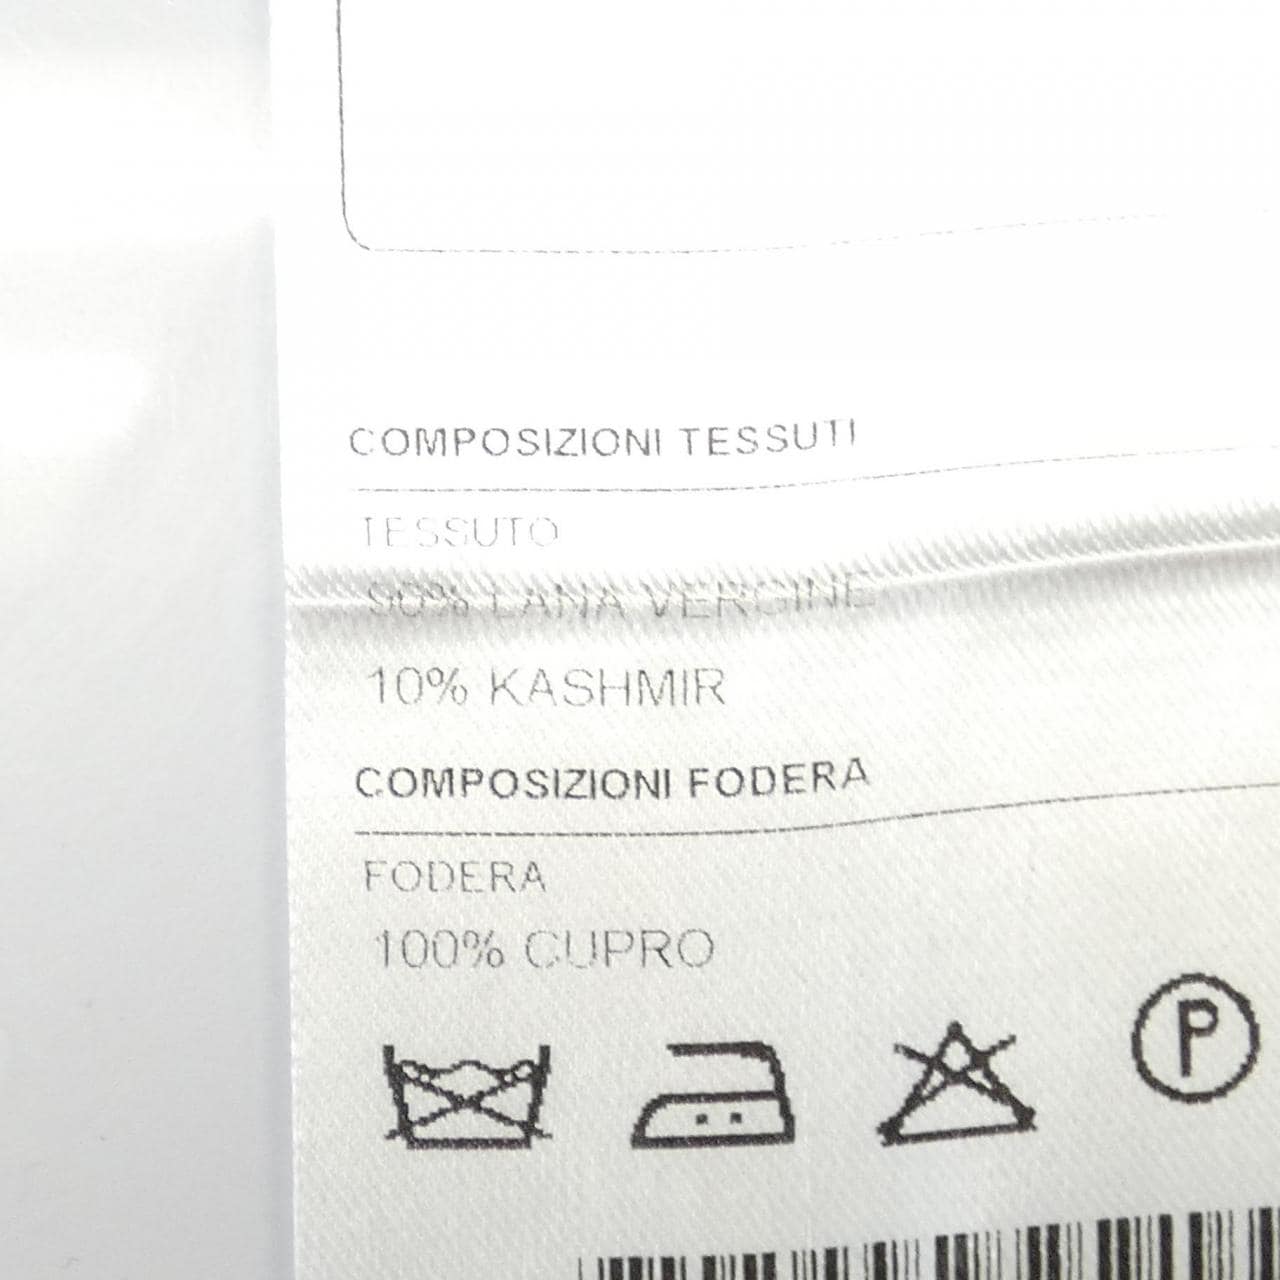 COMPOSIZIONI TESSUTI
TESSUTO
90% LANA VERGINE
10% KASHMIR
COMPOSIZIONI FODERA
FODERA
100% CUPRO
P